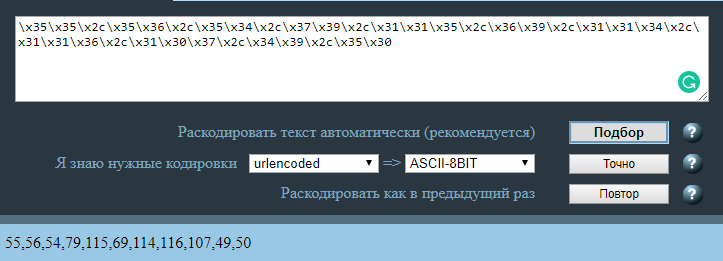 \x35\x35\x2c\x35\x36\x2c\x35\x34\x2c\x37\x39\x2c\x31\x31\x35\x2c\x36\x39\x2c\x31\x31\x34\x2c\
x31\x31\x36\x2c\x31\x30\x37\x2c\x34\x39\x2c\x35\x30
Раскодировать текст автоматически (рекомендуется) Подбор ?
Я знаю нужные кодировки urlencoded => ASCII-8BIT Точно ?
Раскодировать как в предыдущий раз Повтор ?
55,56,54,79,115,69,114,116,107,49,50